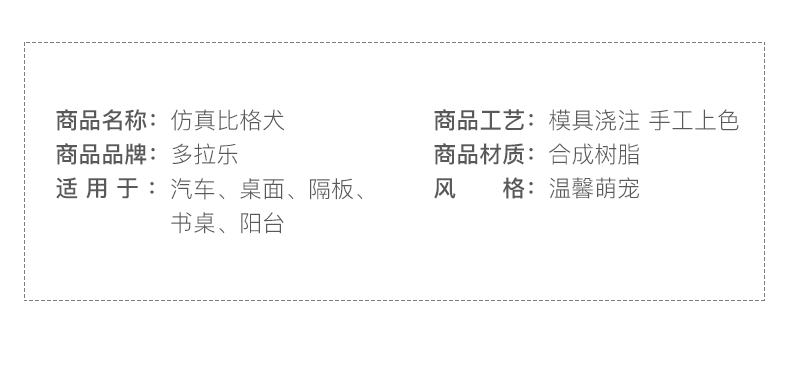 商品名称：仿真比格犬
商品品牌：多拉乐
适用于：汽车、桌面、隔板、
书桌、阳台
商品工艺：模具浇注 手工上色
商品材质：合成树脂
风格：温馨萌宠